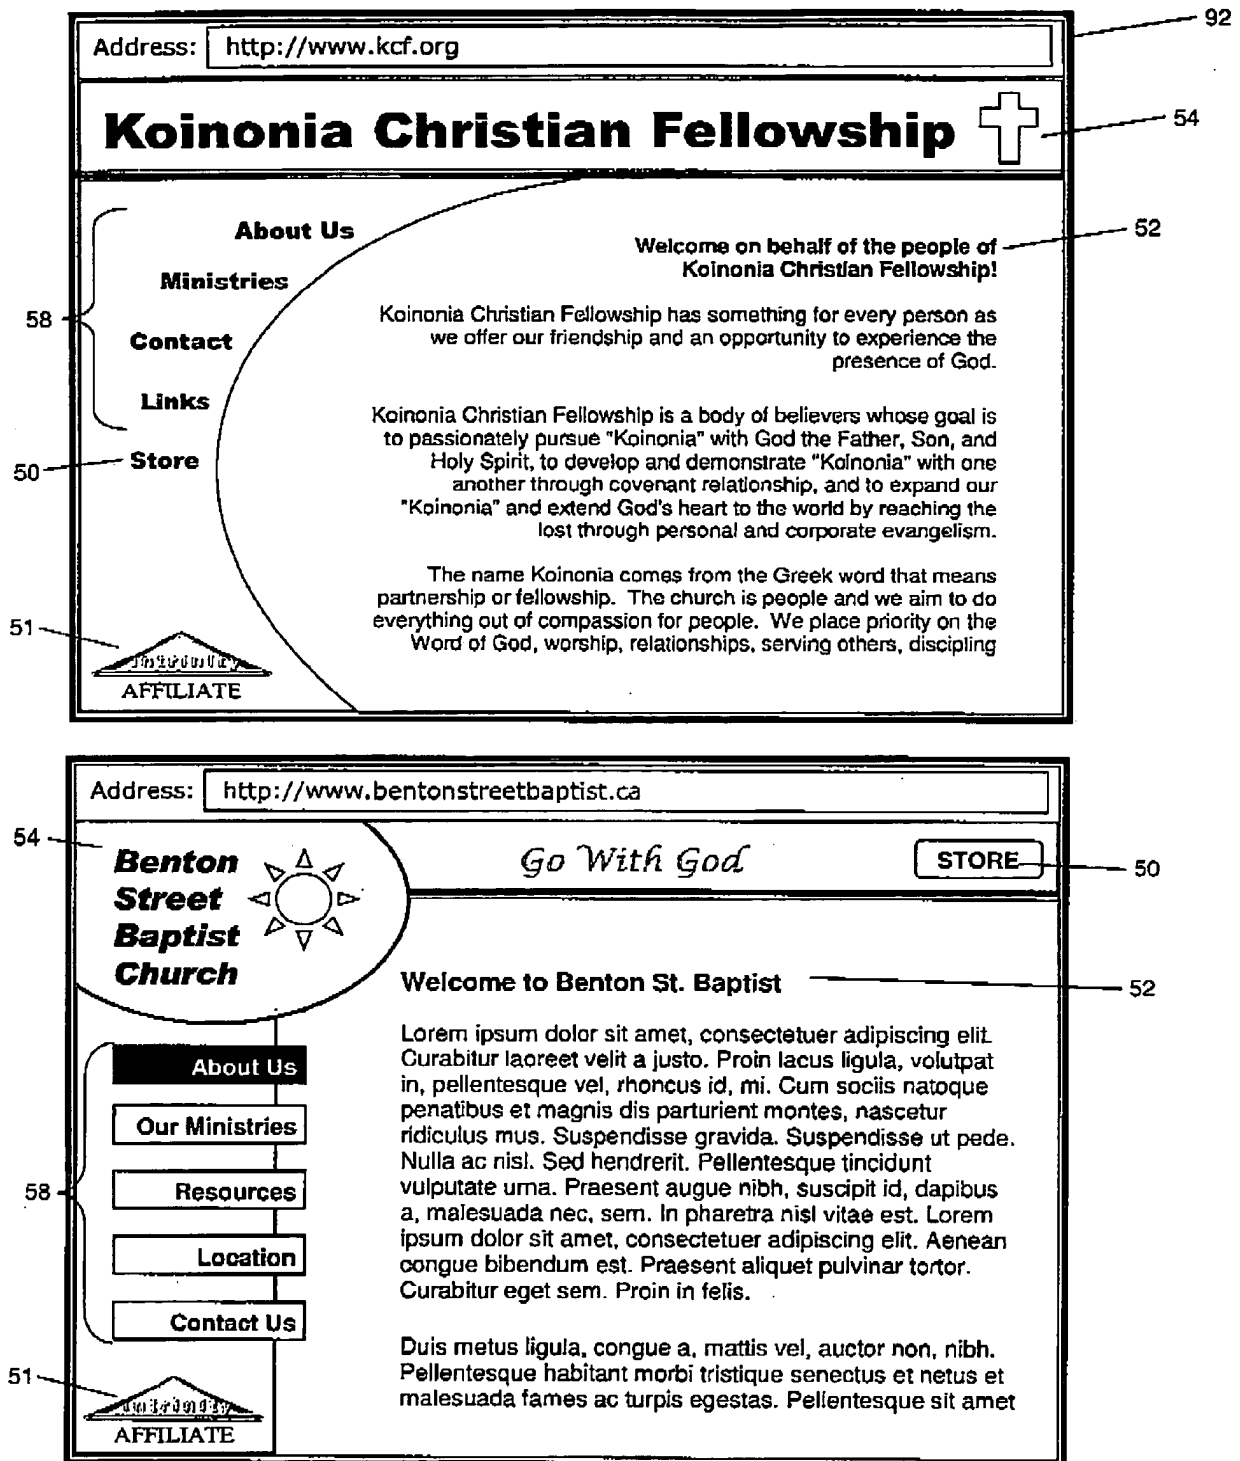 92
Address: http://www.kcf.org
Koinonia Christian Fellowship
54
About Us
Ministries
Contact
Links
Store
58
50
52
Welcome on behalf of the people of
Koinonia Christian Fellowship!
Koinonia Christian Fellowship has something for every person as
we offer our friendship and an opportunity to experience the
presence of God.
Koinonia Christian Fellowship is a body of believers whose goal is
to passionately pursue "Koinonia" with God the Father, Son, and
Holy Spirit, to develop and demonstrate "Koinonia" with one
another through covenant relationship, and to expand our
"Koinonia" and extend God's heart to the world by reaching the
lost through personal and corporate evangelism.
The name Koinonia comes from the Greek word that means
partnership or fellowship. The church is people and we aim to do
everything out of compassion for people. We place priority on the
Word of God, worship, relationships, serving others, discipling
51
AFFILIATE
Address: http://www.bentonstreetbaptist.ca
54
Benton
Street
Baptist
Church
Go With God
STORE
50
Welcome to Benton St. Baptist
52
Lorem ipsum dolor sit amet, consectetuer adipiscing elit.
Curabitur laoreet velit a justo. Proin lacus ligula, volutpat
in, pellentesque vel, rhoncus id, mi. Cum sociis natoque
penatibus et magnis dis parturient montes, nascetur
ridiculus mus. Suspendisse gravida. Suspendisse ut pede.
Nulla ac nisl. Sed hendrerit. Pellentesque tincidunt
vulputate urna. Praesent augue nibh, suscipit id, dapibus
a, malesuada nec, sem. In pharetra nisl vitae est. Lorem
ipsum dolor sit amet, consectetuer adipiscing elit. Aenean
congue bibendum est. Praesent aliquet pulvinar tortor.
Curabitur eget sem. Proin in felis.
Duis metus ligula, congue a, mattis vel, auctor non, nibh.
Pellentesque habitant morbi tristique senectus et netus et
malesuada fames ac turpis egestas. Pellentesque sit amet
About Us
Our Ministries
Resources
Location
Contact Us
58
51
AFFILIATE